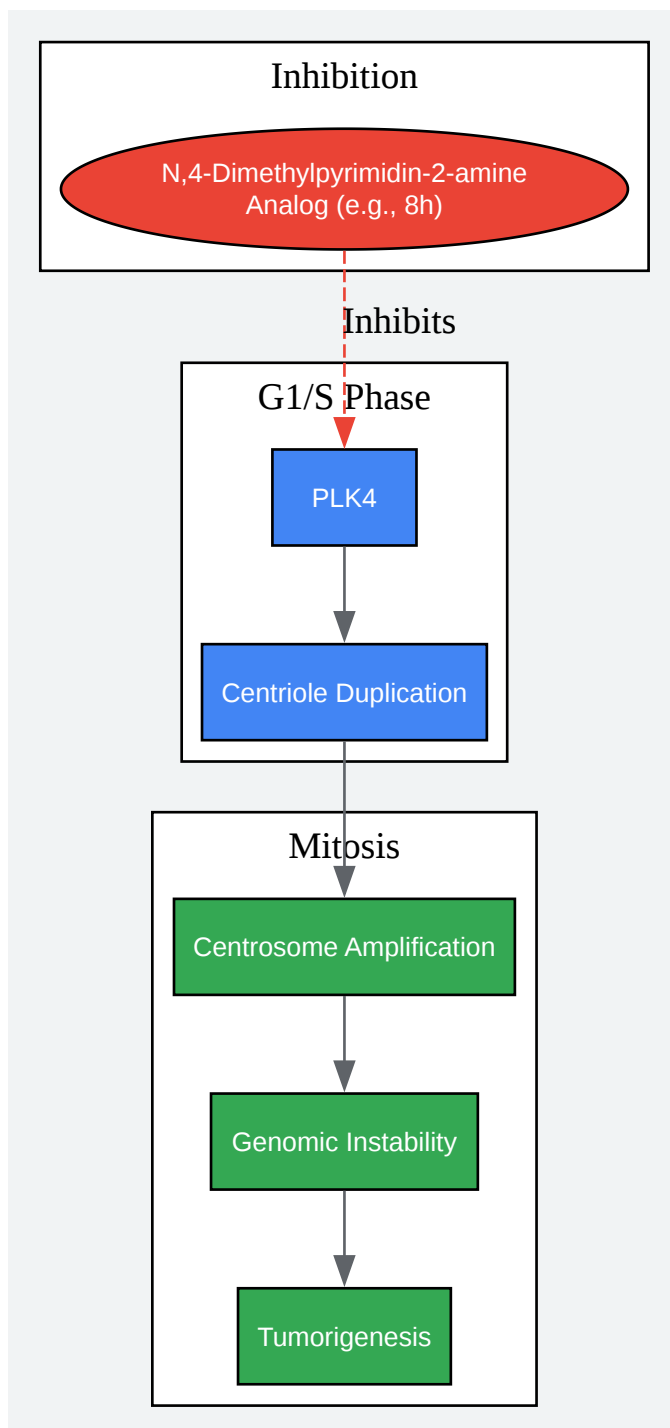 Inhibition
N,4-Dimethylpyrimidin-2-amine
Analog (e.g., 8h)
Inhibits
G1/S Phase
PLK4
Centriole Duplication
Mitosis
Centrosome Amplification
Genomic Instability
Tumorigenesis